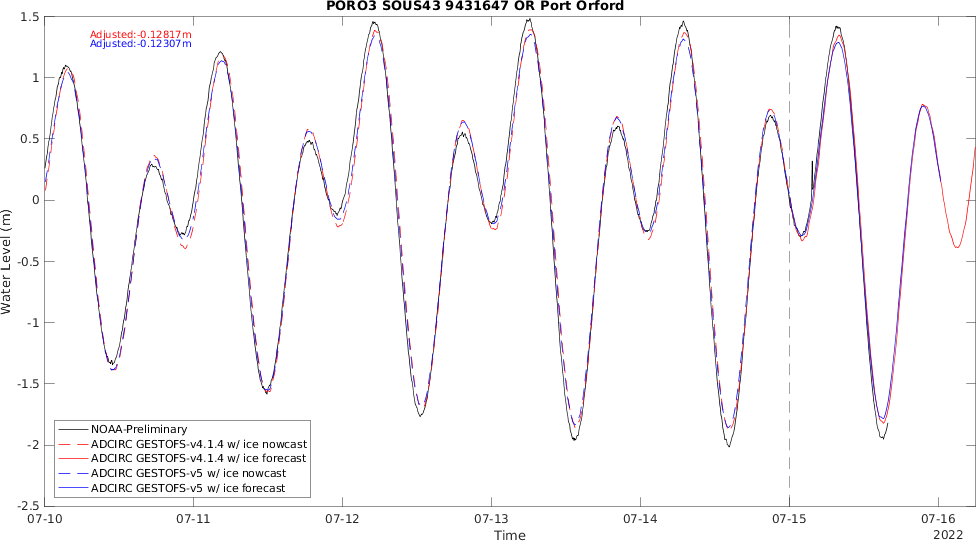 PORO3 SOUS43 9431647 OR Port Orford
Adjusted:-0.12817m
Adjusted:-0.12307m
1.5
1
0.5
0
-0.5
-1
-1.5
-2
-2.5
Water Level (m)
NOAA-Preliminary
ADCIRC GESTOFS-v4.1.4 w/ ice nowcast
ADCIRC GESTOFS-v4.1.4 w/ ice forecast
ADCIRC GESTOFS-v5 w/ ice nowcast
ADCIRC GESTOFS-v5 w/ ice forecast
07-10 07-11 07-12 07-13 07-14 07-15 07-16
Time 2022